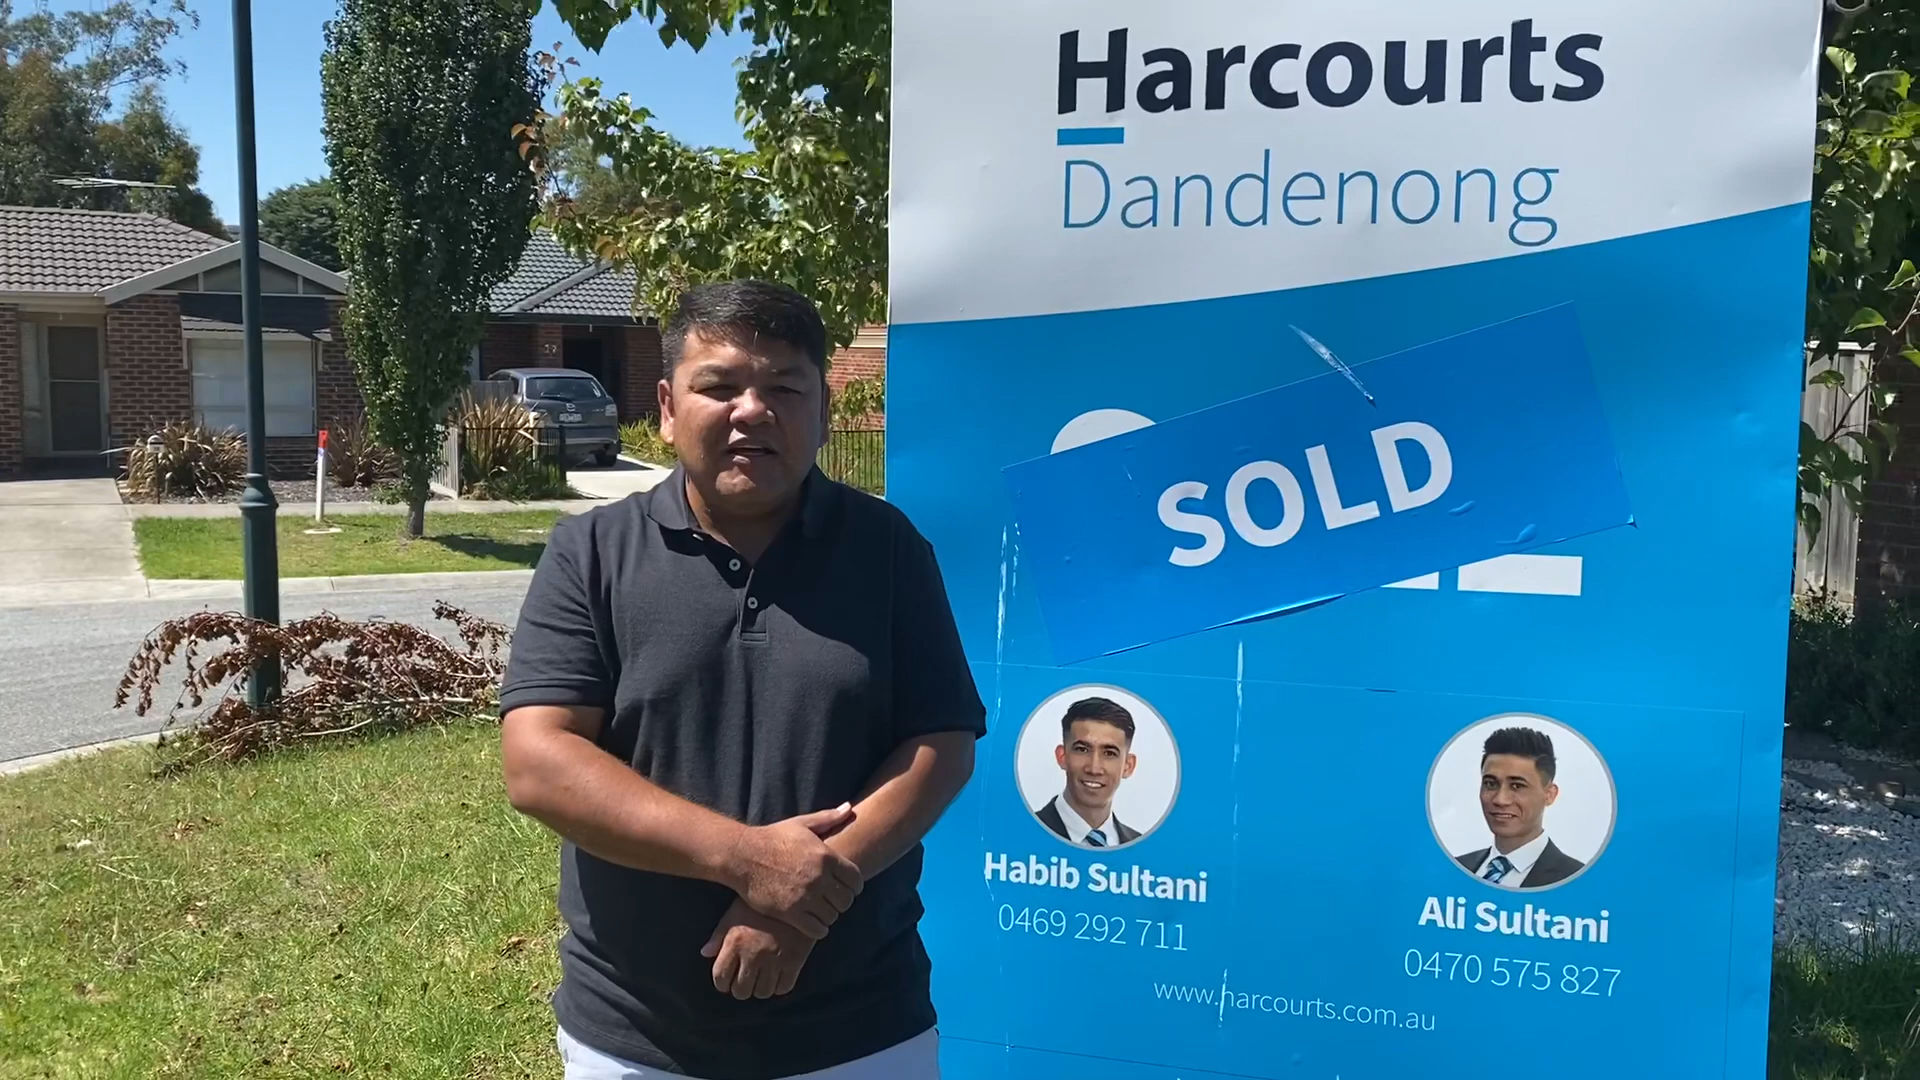 Harcourts
Dandenong
SOLD
Habib Sultani
0469 292 711
Ali Sultani
0470 575 827
www.harcourts.com.au